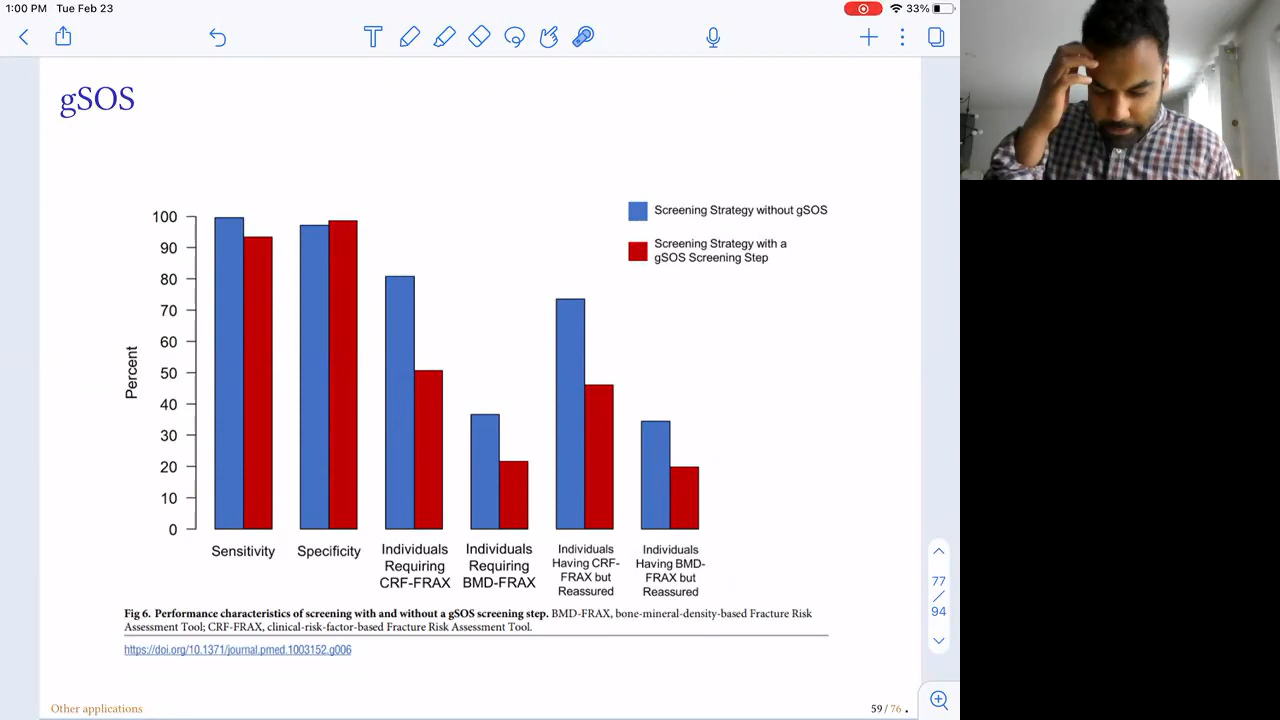 1:00 PM Tue Feb 23
33%
T
gSOS
Screening Strategy without gSOS
Screening Strategy with a
gSOS Screening Step
100
90
80
70
60
50
40
30
20
10
0
Percent
Sensitivity
Specificity
Individuals
Requiring
CRF-FRAX
Individuals
Requiring
BMD-FRAX
Individuals
Having CRF-
FRAX but
Reassured
Individuals
Having BMD-
FRAX but
Reassured
Fig 6. Performance characteristics of screening with and without a gSOS screening step. BMD-FRAX, bone-mineral-density-based Fracture Risk
Assessment Tool; CRF-FRAX, clinical-risk-factor-based Fracture Risk Assessment Tool.
https://doi.org/10.1371/journal.pmed.1003152.g006
77
/
94
Other applications
59 / 76